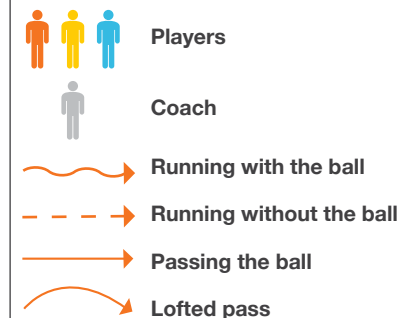 Players
Coach
Running with the ball
Running without the ball
Passing the ball
Lofted pass